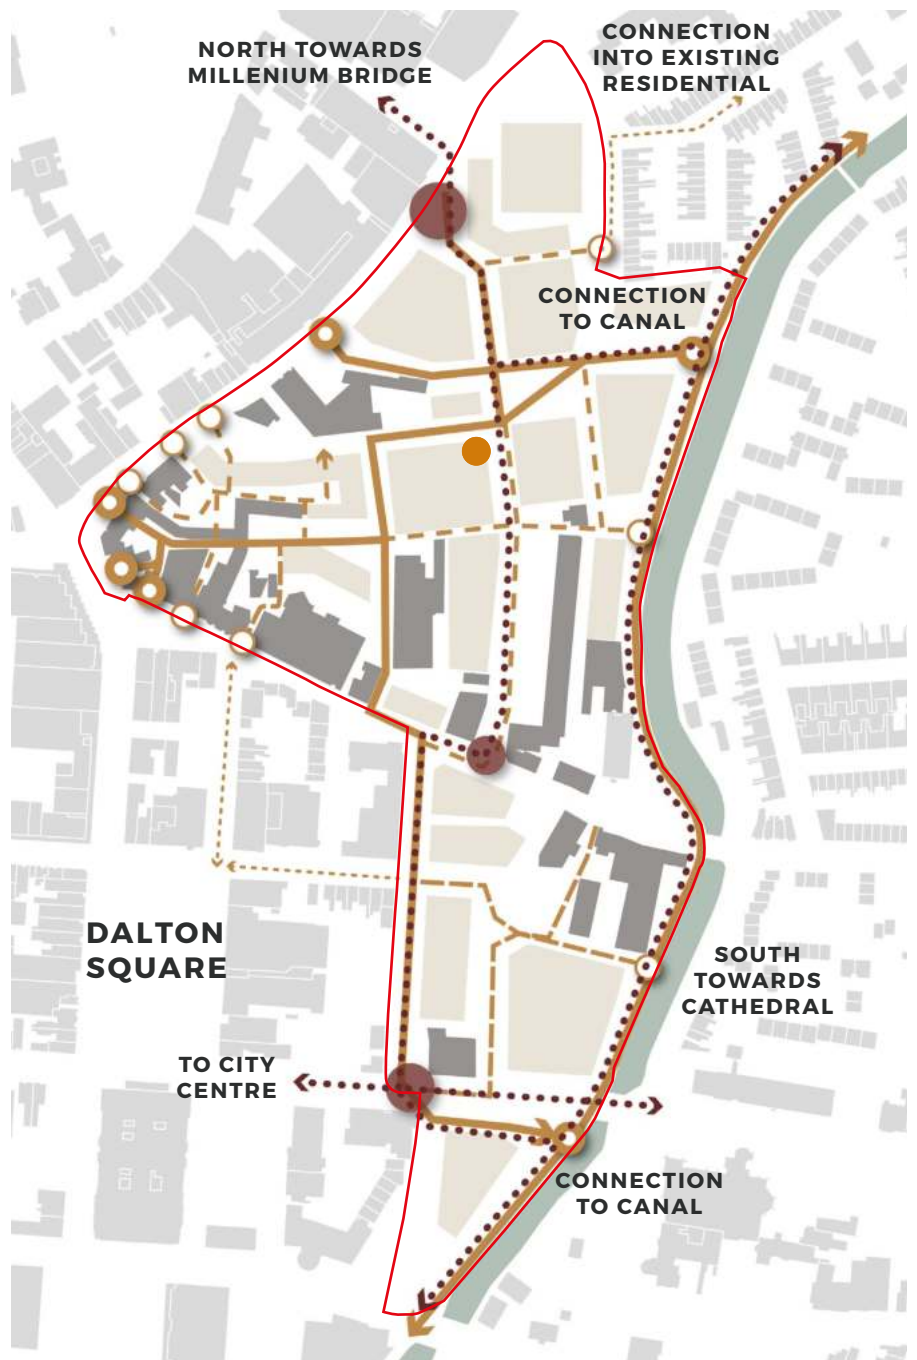 NORTH TOWARDS
MILLENIUM BRIDGE
CONNECTION
INTO EXISTING
RESIDENTIAL
CONNECTION
TO CANAL
DALTON
SQUARE
SOUTH
TOWARDS
CATHEDRAL
TO CITY
CENTRE
CONNECTION
TO CANAL